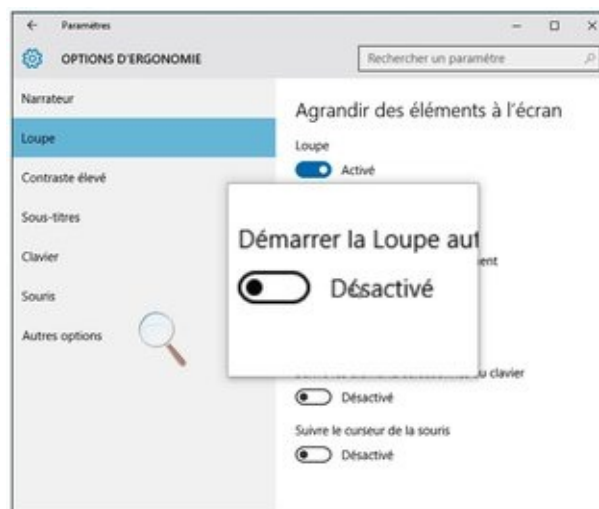 Paramètres
OPTIONS D'ERGONOMIE
Rechercher un paramètre
Narrateur
Loupe
Contraste élevé
Sous-titres
Clavier
Souris
Autres options
Agrandir des éléments à l'écran
Loupe
Activé
Démarrer la Loupe aut
Désactivé
ent
clavier
Désactivé
Suivre le curseur de la souris
Désactivé